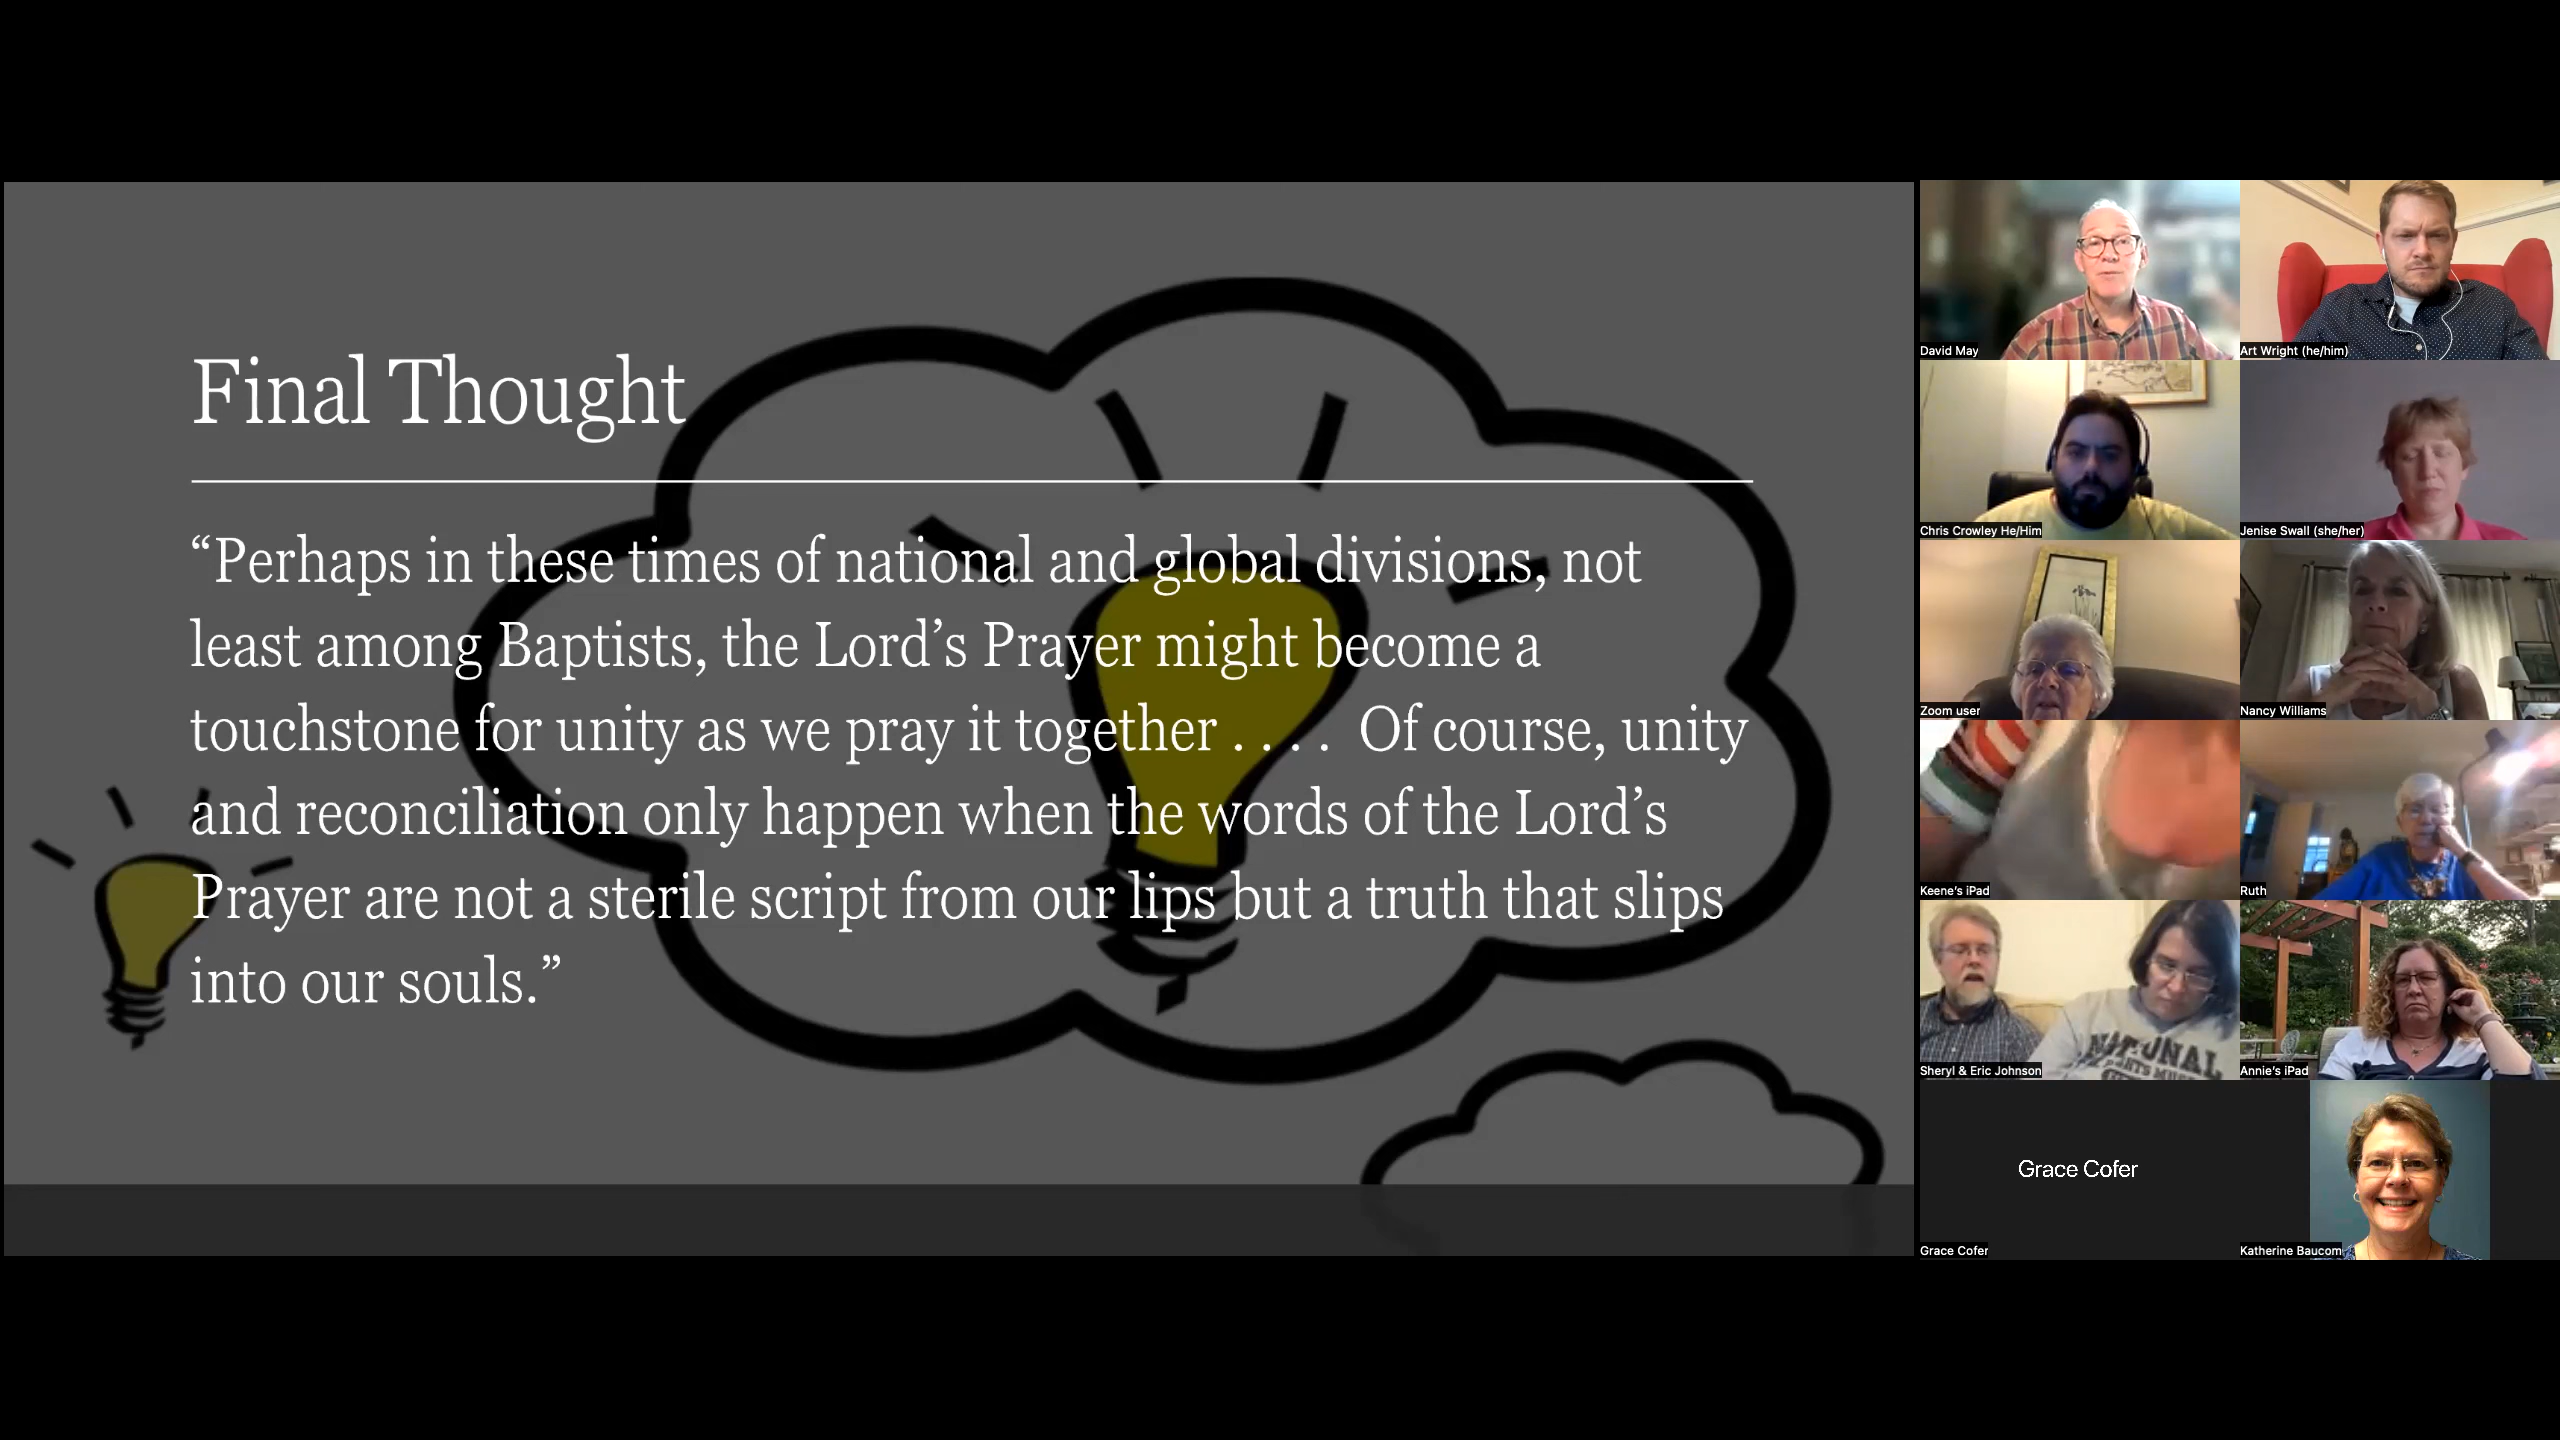 Final Thought
“Perhaps in these times of national and global divisions, not
least among Baptists, the Lord’s Prayer might become a
touchstone for unity as we pray it together . . . .  Of course, unity
and reconciliation only happen when the words of the Lord’s
Prayer are not a sterile script from our lips but a truth that slips
into our souls.”
David May
Art Wright (he/him)
Chris Crowley He/Him
Jenise Swall (she/her)
Zoom user
Nancy Williams
Keene’s iPad
Ruth
Sheryl & Eric Johnson
NATIONAL
Annie’s iPad
Grace Cofer
Grace Cofer
Katherine Baucom